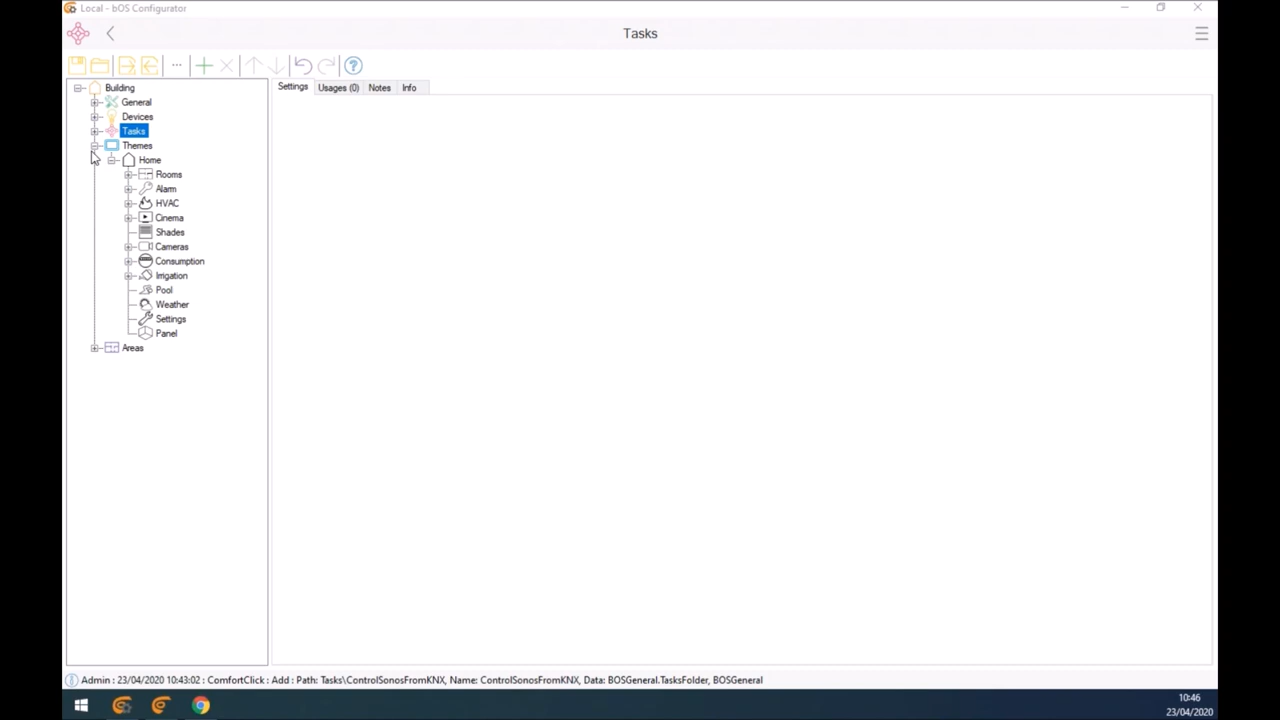 Local - bOS Configurator
Tasks
Building
General
Devices
Tasks
Themes
Home
Rooms
Alarm
HVAC
Cinema
Shades
Cameras
Consumption
Irrigation
Pool
Weather
Settings
Panel
Areas
Settings Usages (0) Notes Info
Admin : 23/04/2020 10:43:02 : ComfortClick : Add : Path: Tasks\ControlSonosFromKNX, Name: ControlSonosFromKNX, Data: BOSGeneral.TasksFolder, BOSGeneral
10:46
23/04/2020